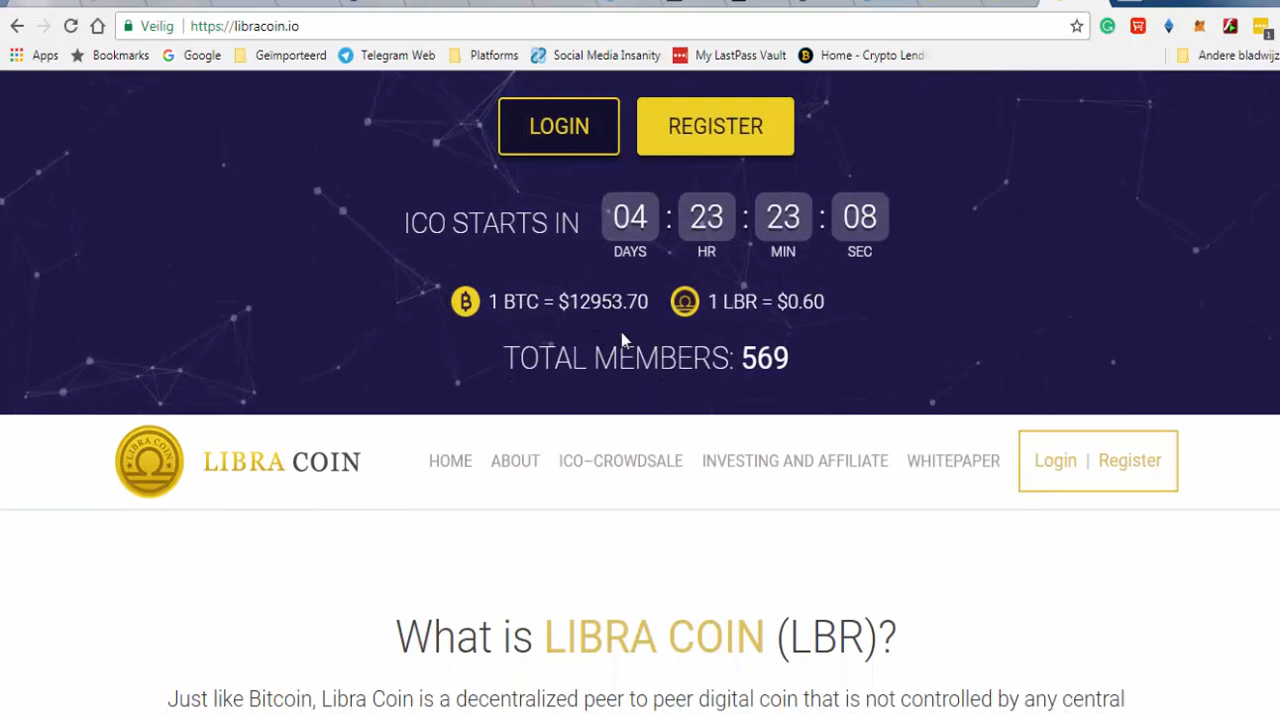 Veilig https://libracoin.io
Apps Bookmarks Google Geïmporteerd Telegram Web Platforms Social Media Insanity My LastPass Vault Home - Crypto Lend Andere bladwijz
1
LOGIN REGISTER
ICO STARTS IN 04 : 23 : 23 : 08
DAYS HR MIN SEC
1 BTC = $12953.70 1 LBR = $0.60
TOTAL MEMBERS: 569
LIBRA COIN
LIBRA COIN HOME ABOUT ICO-CROWDSALE INVESTING AND AFFILIATE WHITEPAPER Login | Register
What is LIBRA COIN (LBR)?
Just like Bitcoin, Libra Coin is a decentralized peer to peer digital coin that is not controlled by any central